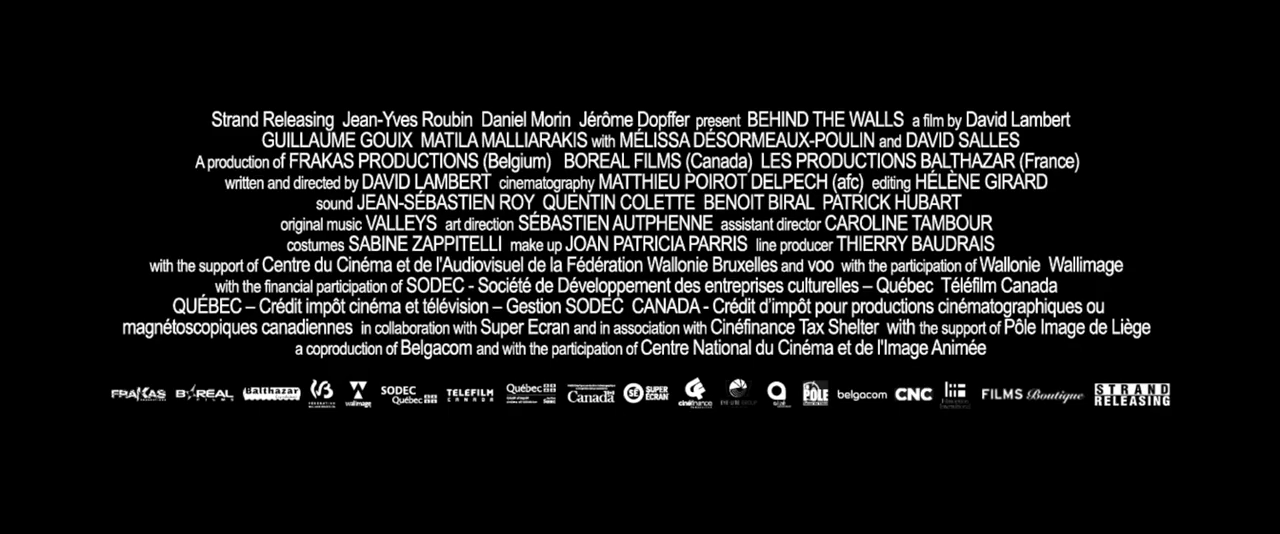 Strand Releasing Jean-Yves Roubin Daniel Morin Jérôme Dopffer present BEHIND THE WALLS a film by David Lambert
GUILLAUME GOUIX MATILA MALLIARAKIS with MÉLISSA DÉSORMEAUX-POULIN and DAVID SALLES
A production of FRAKAS PRODUCTIONS (Belgium) BOREAL FILMS (Canada) LES PRODUCTIONS BALTHAZAR (France)
written and directed by DAVID LAMBERT cinematography MATTHIEU POIROT DELPECH (afc) editing HÉLÈNE GIRARD
sound JEAN-SÉBASTIEN ROY QUENTIN COLETTE BENOIT BIRAL PATRICK HUBART
original music VALLEYS art direction SÉBASTIEN AUTPHENNE assistant director CAROLINE TAMBOUR
costumes SABINE ZAPPITELLI make up JOAN PATRICIA PARRIS line producer THIERRY BAUDRAIS
with the support of Centre du Cinéma et de l'Audiovisuel de la Fédération Wallonie Bruxelles and voo with the participation of Wallonie Wallimage
with the financial participation of SODEC - Société de Développement des entreprises culturelles – Québec Téléfilm Canada
QUÉBEC – Crédit impôt cinéma et télévision – Gestion SODEC CANADA - Crédit d'impôt pour productions cinématographiques ou
magnétoscopiques canadiennes in collaboration with Super Ecran and in association with Cinéfinance Tax Shelter with the support of Pôle Image de Liège
a coproduction of Belgacom and with the participation of Centre National du Cinéma et de l'Image Animée
FRAKAS BOREAL FILMS Balthazar wallimage SODEC Québec TELEFILM CANADA Québec Canada SE SUPER ECRAN cinéfinance PÔLE belgacom CNC FILMS Boutique STRAND RELEASING